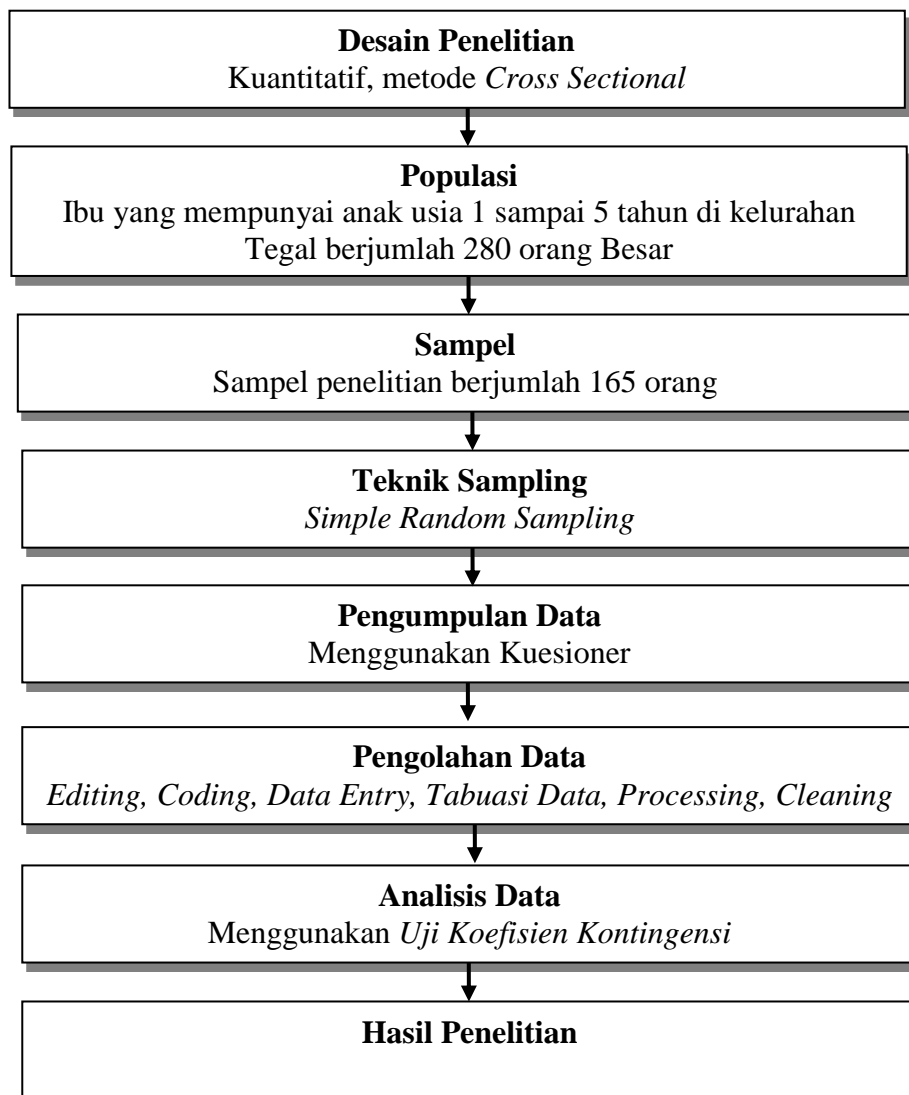 Desain Penelitian
Kuantitatif, metode Cross Sectional
Populasi
Ibu yang mempunyai anak usia 1 sampai 5 tahun di kelurahan
Tegal berjumlah 280 orang Besar
Sampel
Sampel penelitian berjumlah 165 orang
Teknik Sampling
Simple Random Sampling
Pengumpulan Data
Menggunakan Kuesioner
Pengolahan Data
Editing, Coding, Data Entry, Tabuasi Data, Processing, Cleaning
Analisis Data
Menggunakan Uji Koefisien Kontingensi
Hasil Penelitian